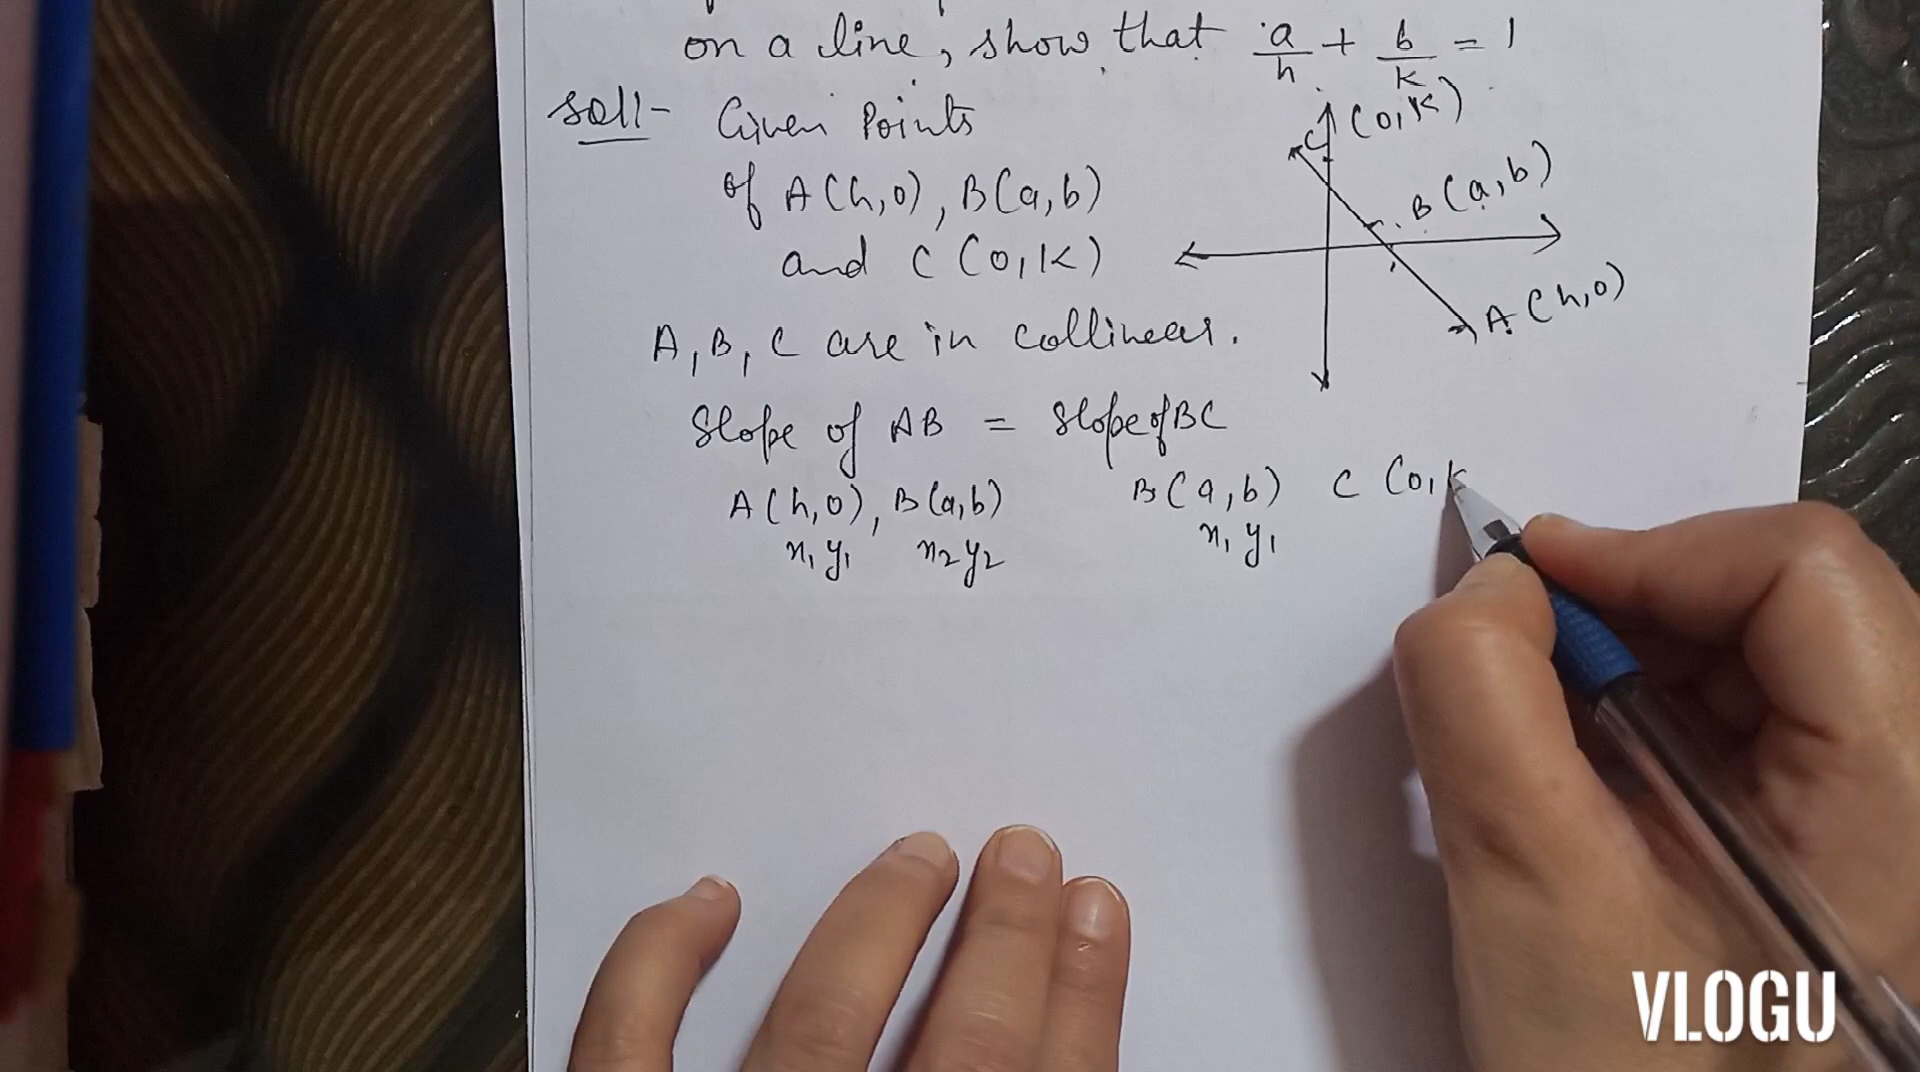 on a line, show that a/h + b/k = 1
Soll- Given Points
of A(h,0), B(a,b)
and C(0,k)
C (0,k)
B(a,b)
A(h,0)
A, B, C are in collinear.
Slope of AB = Slope of BC
A(h,0), B(a,b) B(a,b) C (0,k
x1 y1 x2 y2 x1 y1
VLOGU